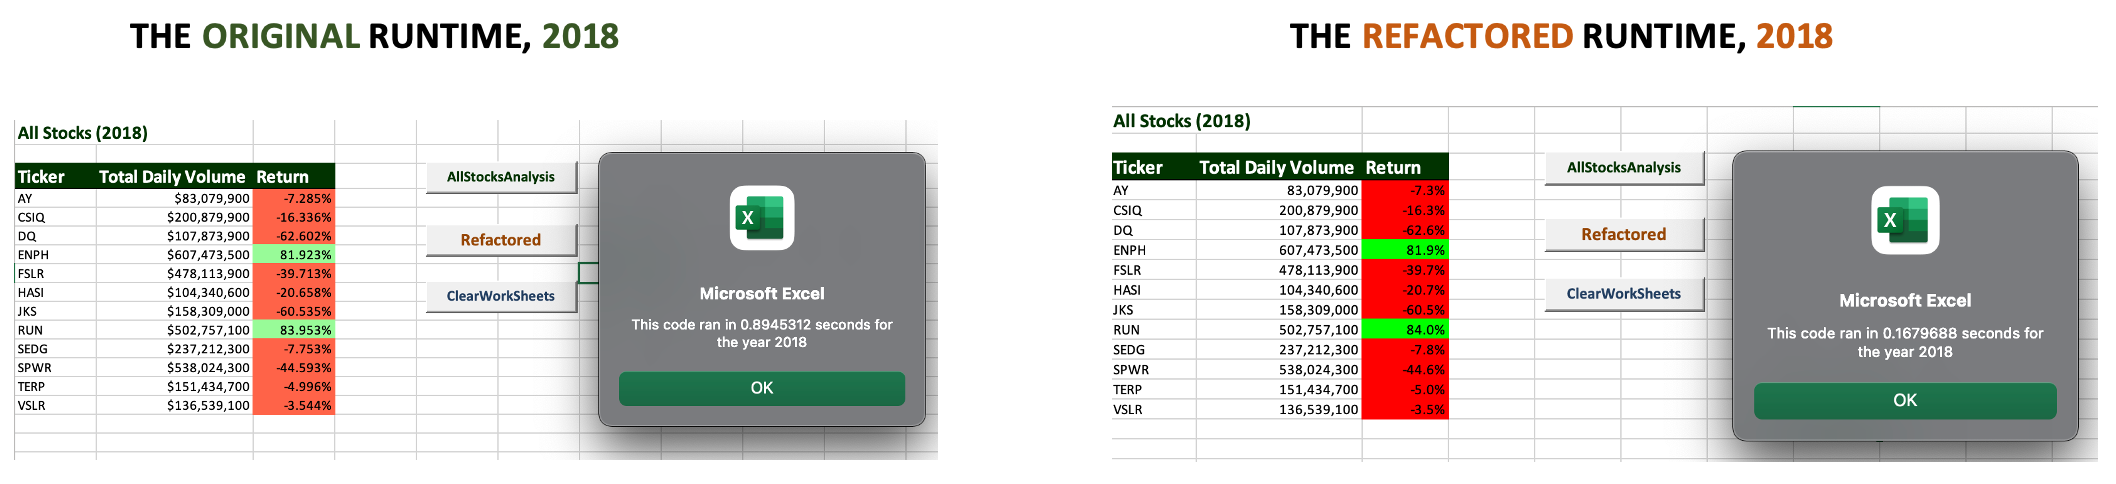 THE ORIGINAL RUNTIME, 2018
All Stocks (2018)
Ticker Total Daily Volume Return
AY $83,079,900 -7.285%
CSIQ $200,879,900 -16.336%
DQ $107,873,900 -62.602%
ENPH $607,473,500 81.923%
FSLR $478,113,900 -39.713%
HASI $104,340,600 -20.658%
JKS $158,309,000 -60.535%
RUN $502,757,100 83.953%
SEDG $237,212,300 -7.753%
SPWR $538,024,300 -44.593%
TERP $151,434,700 -4.996%
VSLR $136,539,100 -3.544%
AllStocksAnalysis
Refactored
ClearWorkSheets
X
Microsoft Excel
This code ran in 0.8945312 seconds for
the year 2018
OK
THE REFACTORED RUNTIME, 2018
All Stocks (2018)
Ticker Total Daily Volume Return
AY 83,079,900 -7.3%
CSIQ 200,879,900 -16.3%
DQ 107,873,900 -62.6%
ENPH 607,473,500 81.9%
FSLR 478,113,900 -39.7%
HASI 104,340,600 -20.7%
JKS 158,309,000 -60.5%
RUN 502,757,100 84.0%
SEDG 237,212,300 -7.8%
SPWR 538,024,300 -44.6%
TERP 151,434,700 -5.0%
VSLR 136,539,100 -3.5%
AllStocksAnalysis
Refactored
ClearWorkSheets
X
Microsoft Excel
This code ran in 0.1679688 seconds for
the year 2018
OK